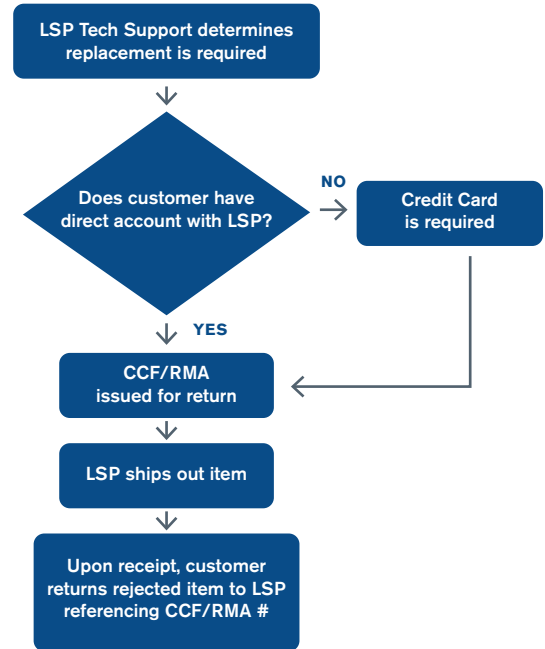 LSP Tech Support determines
replacement is required
Does customer have
direct account with LSP?
NO
Credit Card
is required
YES
CCF/RMA
issued for return
LSP ships out item
Upon receipt, customer
returns rejected item to LSP
referencing CCF/RMA #